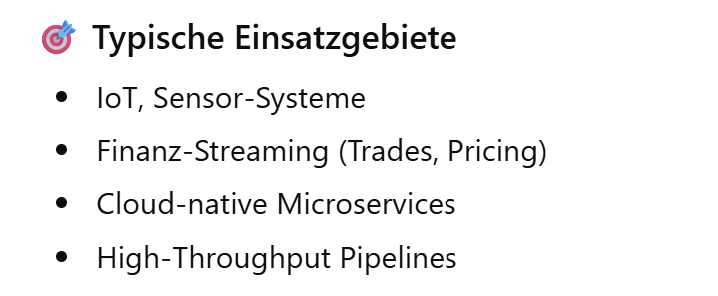 🎯 Typische Einsatzgebiete
• IoT, Sensor-Systeme
• Finanz-Streaming (Trades, Pricing)
• Cloud-native Microservices
• High-Throughput Pipelines